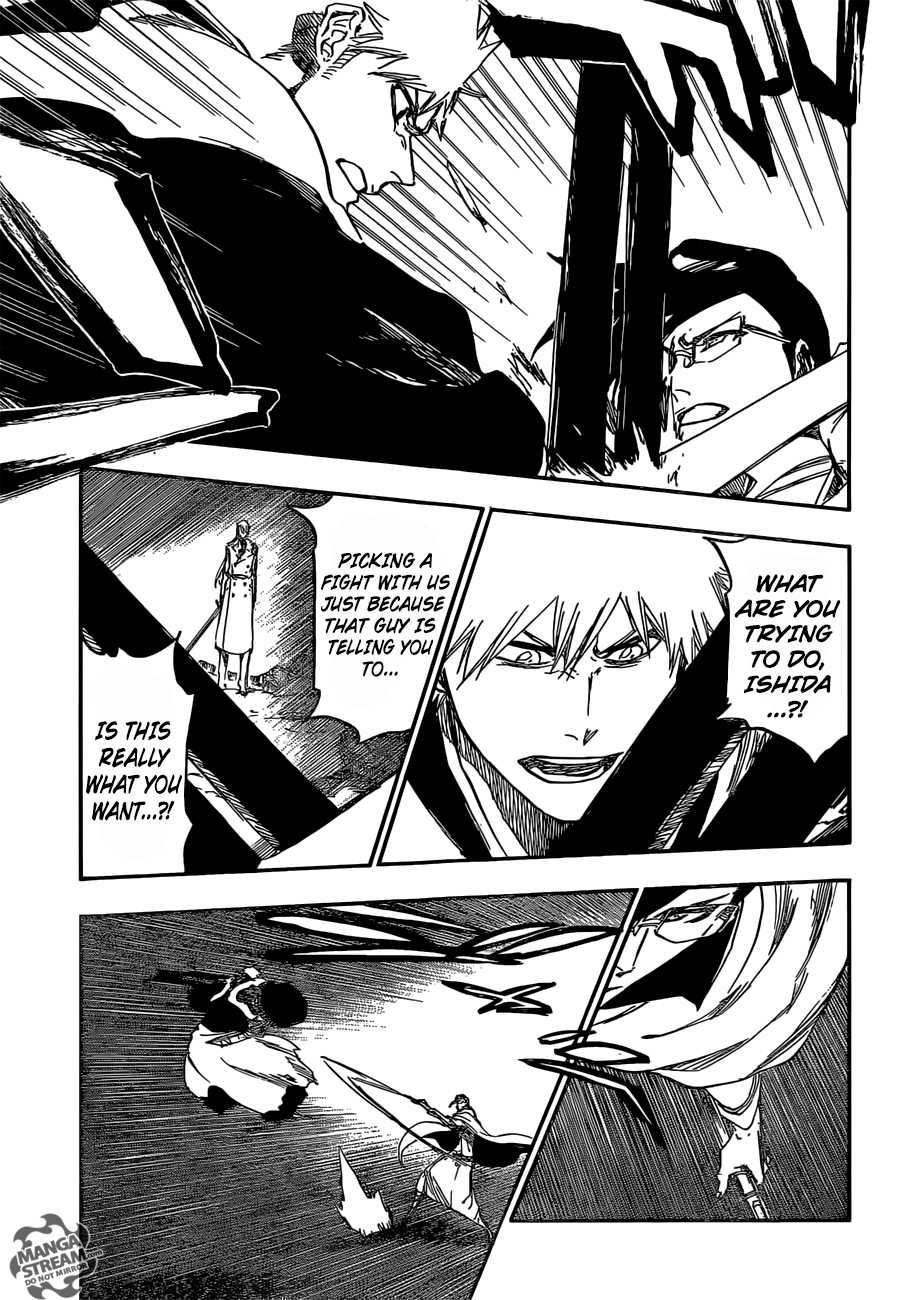 WHAT
ARE YOU
TRYING
TO DO,
ISHIDA
...?!
PICKING A
FIGHT WITH US
JUST BECAUSE
THAT GUY IS
TELLING YOU
TO...
IS THIS
REALLY
WHAT YOU
WANT...?!
MANGA
STREAM.com
DO NOT MIRROR